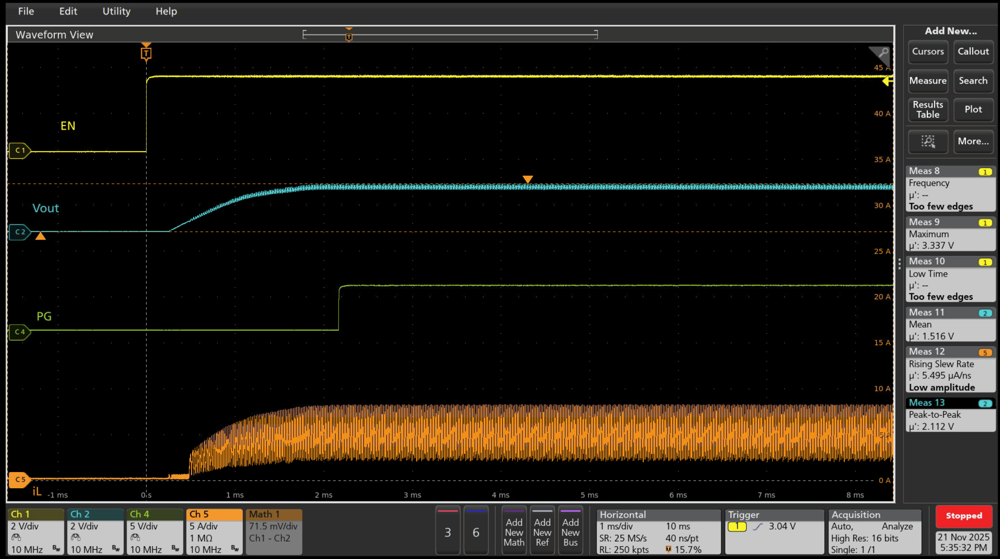 File Edit Utility Help
Waveform View
T
T
45 A
40 A
EN
C 1
35 A
Vout
30 A
C 2
25 A
20 A
PG
C 4
15 A
10 A
5 A
C 5
0 A
iL
-1 ms 0 s 1 ms 2 ms 3 ms 4 ms 5 ms 6 ms 7 ms 8 ms
Add New...
Cursors Callout
Measure Search
Results Table Plot
More...
Meas 8 1
Frequency
µ': --
Too few edges
Meas 9 1
Maximum
µ': 3.337 V
Meas 10 1
Low Time
µ': --
Too few edges
Meas 11 2
Mean
µ': 1.516 V
Meas 12 5
Rising Slew Rate
µ': 5.495 µA/ns
Low amplitude
Meas 13 2
Peak-to-Peak
µ': 2.112 V
Ch 1
2 V/div
10 MHz Bw
Ch 2
2 V/div
10 MHz Bw
Ch 4
5 V/div
10 MHz Bw
Ch 5
5 A/div
1 MΩ
10 MHz Bw
Math 1
71.5 mV/div
Ch1 - Ch2
3
6
Add New Math
Add New Ref
Add New Bus
Horizontal
1 ms/div 10 ms
SR: 25 MS/s 40 ns/pt
RL: 250 kpts T 15.7%
Trigger
1 3.04 V
Acquisition
Auto, Analyze
High Res: 16 bits
Single: 1 /1
Stopped
21 Nov 2025
5:35:32 PM